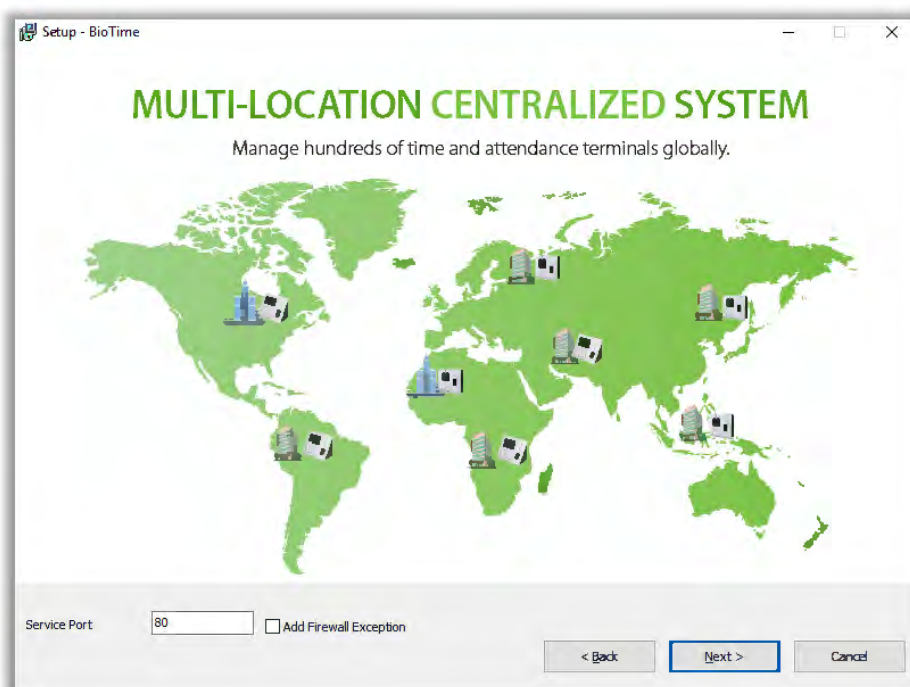 Setup - BioTime
MULTI-LOCATION CENTRALIZED SYSTEM
Manage hundreds of time and attendance terminals globally.
Service Port
80
Add Firewall Exception
< Back
Next >
Cancel